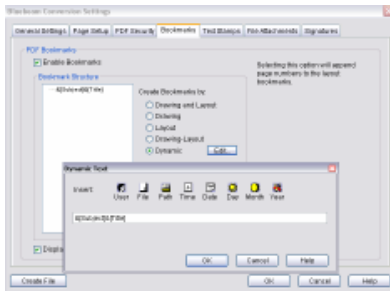 Bluebeam Conversion Settings
General Settings
Page Setup
PDF Security
Bookmarks
Text Stamps
File Attachments
Signatures
PDF Bookmarks
Enable Bookmarks
Bookmark Structure
Create Bookmarks by:
Drawing and Layout
Drawing
Layout
Drawing-Layout
Dynamic
Edit...
Selecting this option will append
page numbers to the layout
bookmarks.
Dynamic Text
Insert:
User
File
Path
Time
Date
Day
Month
Year
OK
Cancel
Help
Create File
OK
Cancel
Help